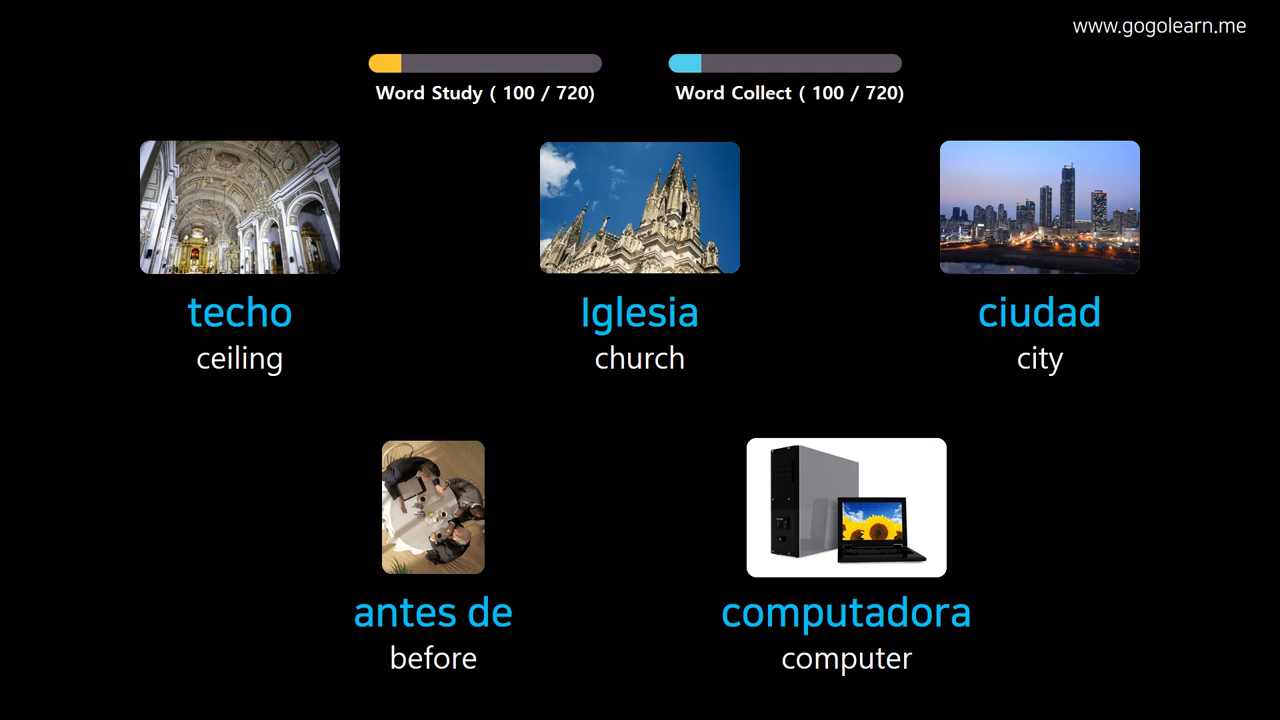 www.gogolearn.me
Word Study ( 100 / 720)
Word Collect ( 100 / 720)
techo
ceiling
Iglesia
church
ciudad
city
antes de
before
computadora
computer